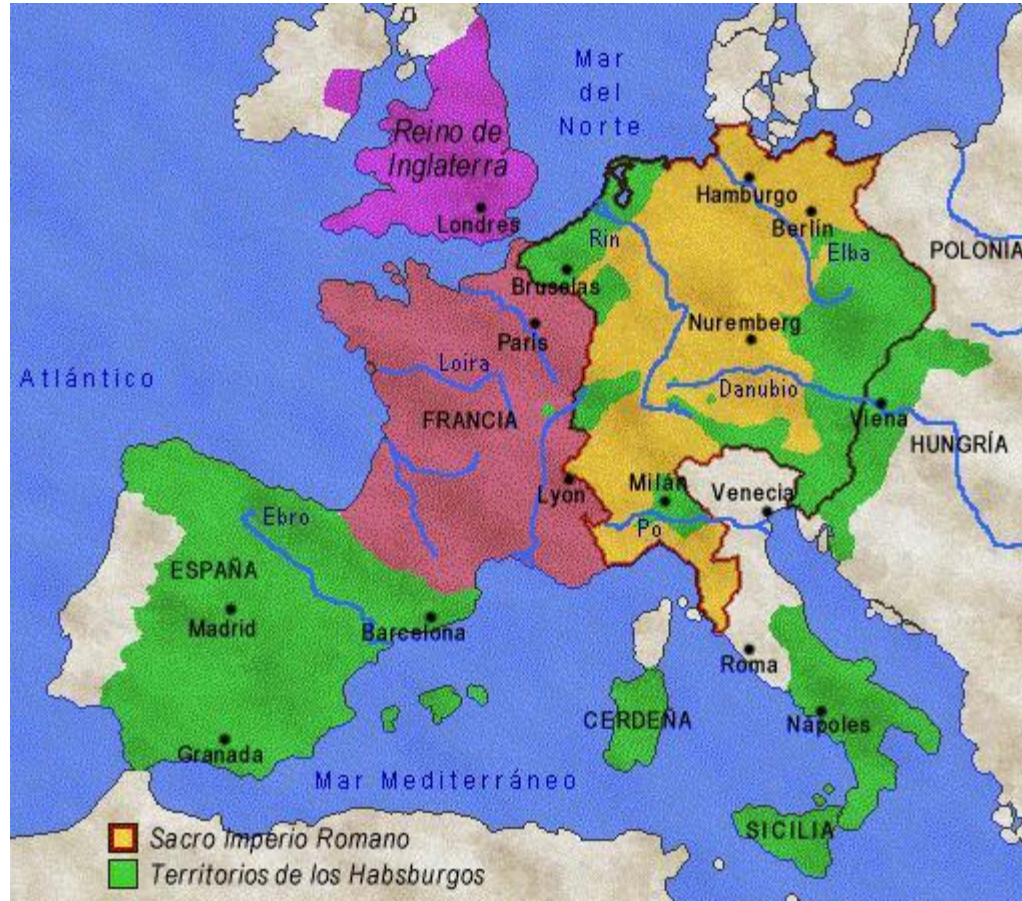 Mar
del
Norte
Reino de
Inglaterra
Londres
Hamburgo
Berlín
Rin
Elba
POLONIA
Bruselas
París
Nuremberg
Loira
Atlántico
Danubio
FRANCIA
Viena
HUNGRÍA
Lyon
Milán
Venecia
Po
Ebro
ESPAÑA
Madrid
Barcelona
Roma
CERDEÑA
Nápoles
Granada
Mar Mediterráneo
SICILIA
Sacro Imperio Romano
Territorios de los Habsburgos